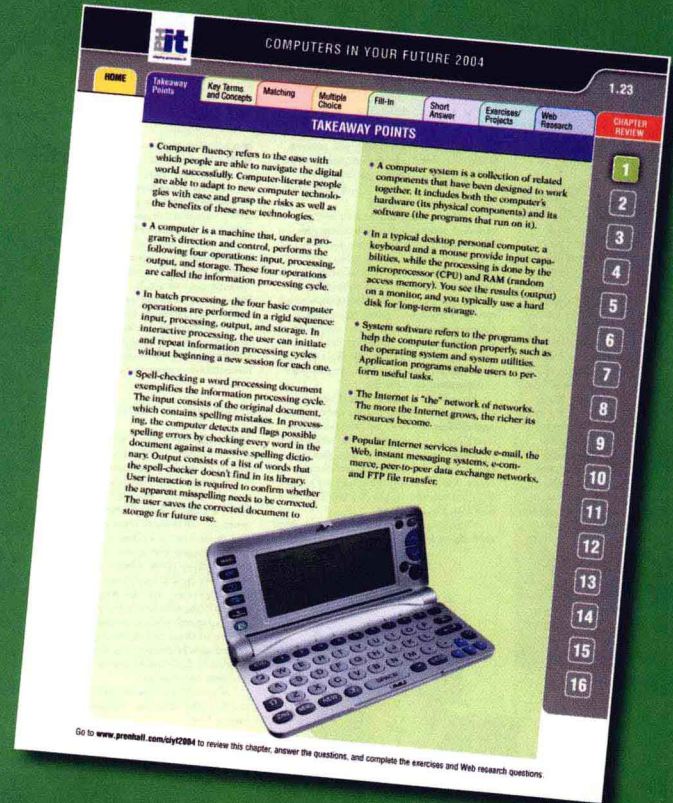 PH it
COMPUTERS IN YOUR FUTURE 2004
1.23
HOME
Takeaway
Points
Key Terms
and Concepts
Matching
Multiple
Choice
Fill-In
Short
Answer
Exercises/
Projects
Web
Research
CHAPTER
REVIEW
TAKEAWAY POINTS
• Computer fluency refers to the ease with
which people are able to navigate the digital
world successfully. Computer-literate people
are able to adapt to new computer technolo-
gies with ease and grasp the risks as well as
the benefits of these new technologies.
• A computer is a machine that, under a pro-
gram's direction and control, performs the
following four operations: input, processing,
output, and storage. These four operations
are called the information processing cycle.
• In batch processing, the four basic computer
operations are performed in a rigid sequence:
input, processing, output, and storage. In
interactive processing, the user can initiate
and repeat information processing cycles
without beginning a new session for each one.
• Spell-checking a word processing document
exemplifies the information processing cycle.
The input consists of the original document,
which contains spelling mistakes. In process-
ing, the computer detects and flags possible
spelling errors by checking every word in the
document against a massive spelling dictio-
nary. Output consists of a list of words that
the spell-checker doesn't find in its library.
User interaction is required to confirm whether
the apparent misspelling needs to be corrected.
The user saves the corrected document to
storage for future use.
• A computer system is a collection of related
components that have been designed to work
together. It includes both the computer's
hardware (its physical components) and its
software (the programs that run on it).
• In a typical desktop personal computer, a
keyboard and a mouse provide input capa-
bilities, while the processing is done by the
microprocessor (CPU) and RAM (random
access memory). You see the results (output)
on a monitor, and you typically use a hard
disk for long-term storage.
• System software refers to the programs that
help the computer function properly, such as
the operating system and system utilities.
Application programs enable users to per-
form useful tasks.
• The Internet is "the" network of networks.
The more the Internet grows, the richer its
resources become.
• Popular Internet services include e-mail, the
Web, instant messaging systems, e-com-
merce, peer-to-peer data exchange networks,
and FTP file transfer.
1
2
3
4
5
6
7
8
9
10
11
12
13
14
15
16
Go to www.prenhall.com/ciyf2004 to review this chapter, answer the questions, and complete the exercises and Web research questions.